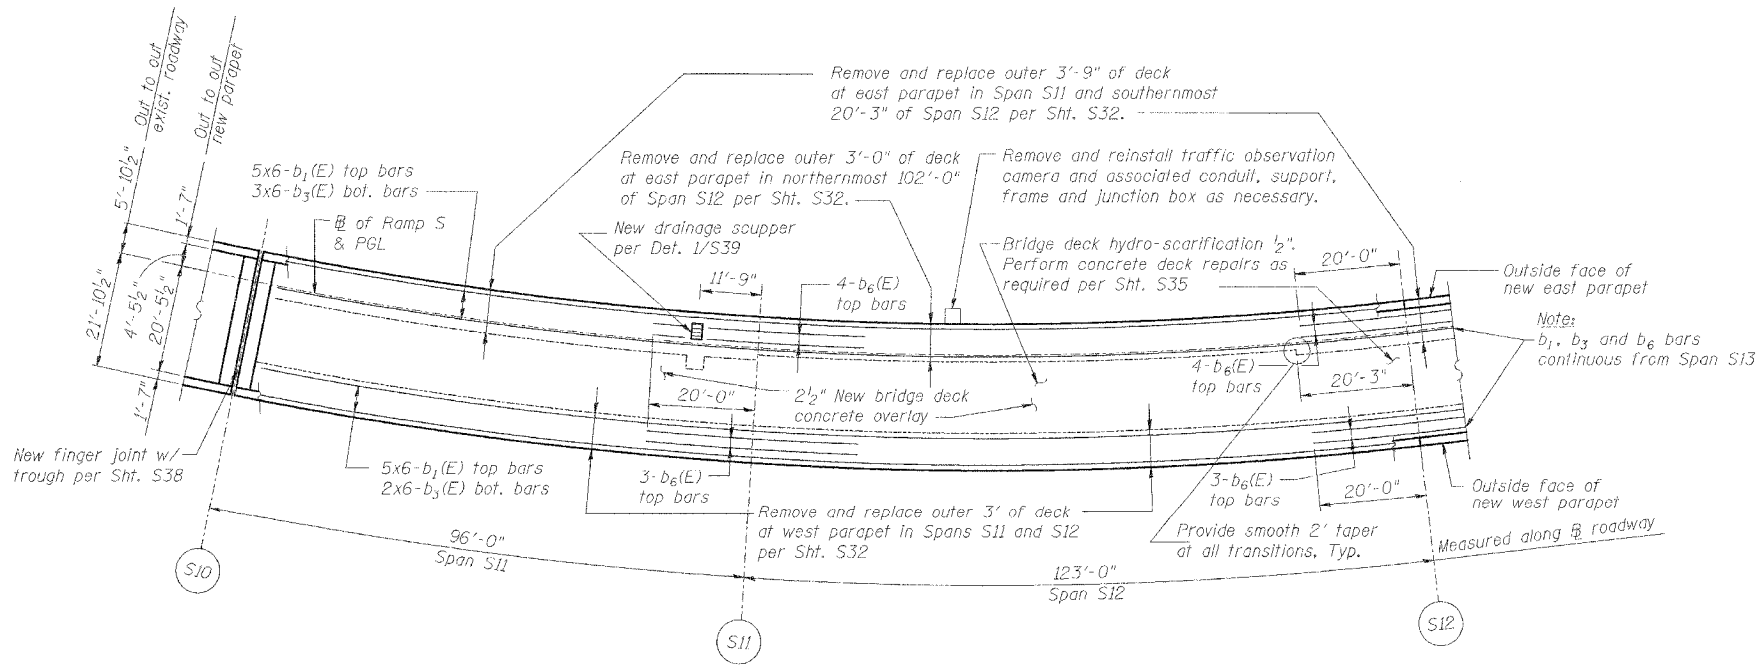 Out to out
exist. roadway
Out to out
new parapet
5'-10½"
1'-7"
21'-10½"
4'-5½"
20'-5½"
1'-7"
5x6-b₁(E) top bars
3x6-b₃(E) bot. bars
℄ of Ramp S
& PGL
Remove and replace outer 3'-9" of deck
at east parapet in Span S11 and southernmost
20'-3" of Span S12 per Sht. S32.
Remove and replace outer 3'-0" of deck
at east parapet in northernmost 102'-0"
of Span S12 per Sht. S32.
Remove and reinstall traffic observation
camera and associated conduit, support,
frame and junction box as necessary.
New drainage scupper
per Det. 1/S39
11'-9"
4-b₆(E)
top bars
Bridge deck hydro-scarification ½".
Perform concrete deck repairs as
required per Sht. S35
20'-0"
Outside face of
new east parapet
Note:
b₁, b₃ and b₆ bars
continuous from Span S13
4-b₆(E)
top bars
20'-3"
20'-0"
2½" New bridge deck
concrete overlay
New finger joint w/
trough per Sht. S38
5x6-b₁(E) top bars
2x6-b₃(E) bot. bars
3-b₆(E)
top bars
3-b₆(E)
top bars
20'-0"
Outside face of
new west parapet
Remove and replace outer 3' of deck
at west parapet in Spans S11 and S12
per Sht. S32
Provide smooth 2' taper
at all transitions, Typ.
Measured along ℄ roadway
96'-0"
Span S11
123'-0"
Span S12
S10
S11
S12